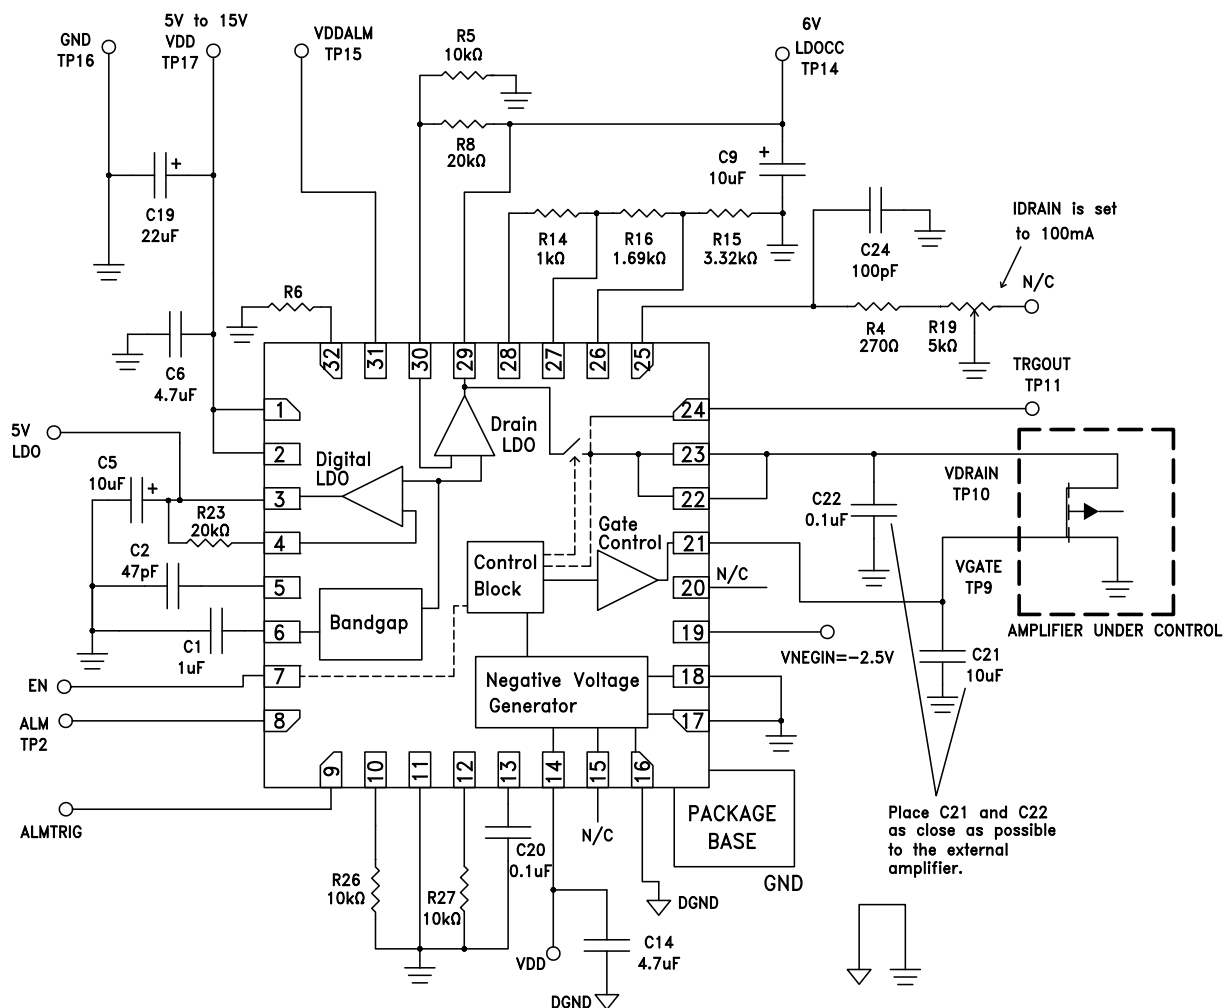 GND
TP16
5V to 15V
VDD
TP17
VDDALM
TP15
R5
10kΩ
6V
LDOCC
TP14
R8
20kΩ
C19
22uF
+
C9
10uF
+
R14
1kΩ
R16
1.69kΩ
R15
3.32kΩ
C24
100pF
IDRAIN is set
to 100mA
N/C
R6
R4
270Ω
R19
5kΩ
C6
4.7uF
32
31
30
29
28
27
26
25
TRGOUT
TP11
5V
LDO
1
2
3
4
5
6
7
8
24
23
22
21
20
19
18
17
Drain
LDO
Digital
LDO
C5
10uF
+
R23
20kΩ
C2
47pF
C1
1uF
Gate
Control
Control
Block
Bandgap
Negative Voltage
Generator
C22
0.1uF
VDRAIN
TP10
VGATE
TP9
N/C
AMPLIFIER UNDER CONTROL
VNEGIN=-2.5V
C21
10uF
EN
ALM
TP2
ALMTRIG
9
10
11
12
13
14
15
16
PACKAGE
BASE
GND
Place C21 and C22
as close as possible
to the external
amplifier.
R26
10kΩ
R27
10kΩ
C20
0.1uF
N/C
DGND
VDD
C14
4.7uF
DGND